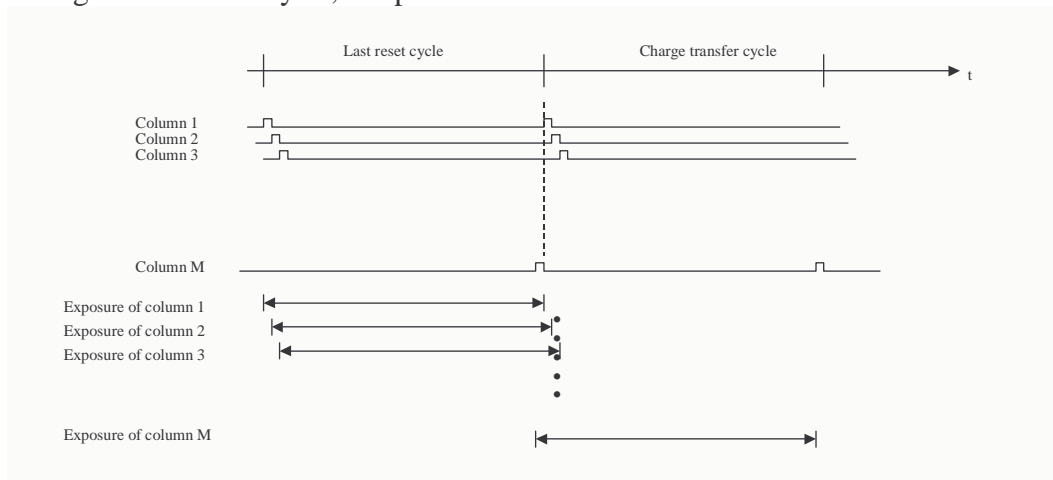 Last reset cycle Charge transfer cycle
t
Column 1
Column 2
Column 3
Column M
Exposure of column 1
Exposure of column 2
Exposure of column 3
Exposure of column M